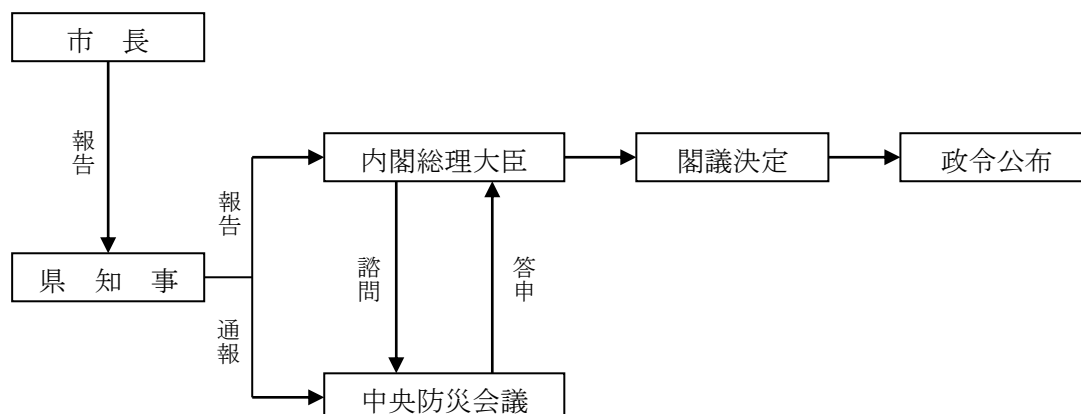 市　長
報告
内閣総理大臣
閣議決定
政令公布
報告
県　知　事
諮問
答申
通報
中央防災会議